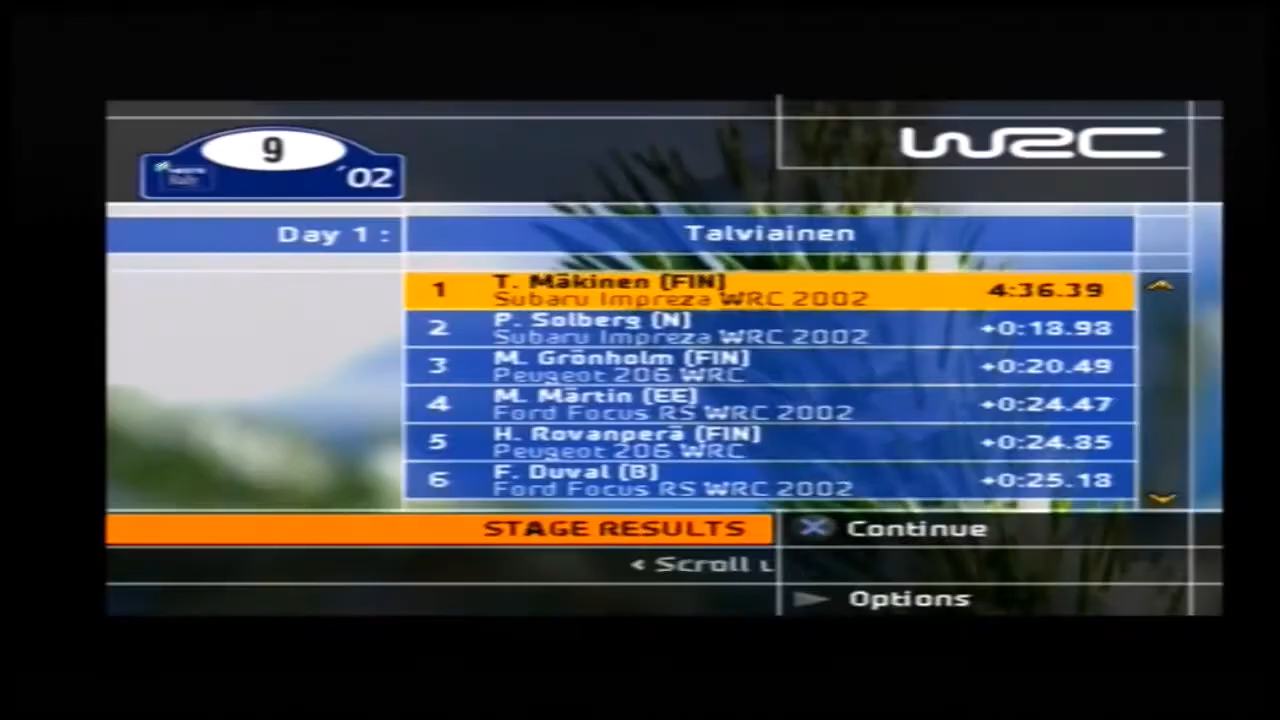 9
'02
WRC
Day 1 : Talviainen
1 T. Mäkinen (FIN) 4:36.39
Subaru Impreza WRC 2002
2 P. Solberg (N) +0:18.98
Subaru Impreza WRC 2002
3 M. Grönholm (FIN) +0:20.49
Peugeot 206 WRC
4 M. Märtin (EE) +0:24.47
Ford Focus RS WRC 2002
5 H. Rovanperä (FIN) +0:24.85
Peugeot 206 WRC
6 F. Duval (B) +0:25.18
Ford Focus RS WRC 2002
STAGE RESULTS
Continue
< Scroll
Options